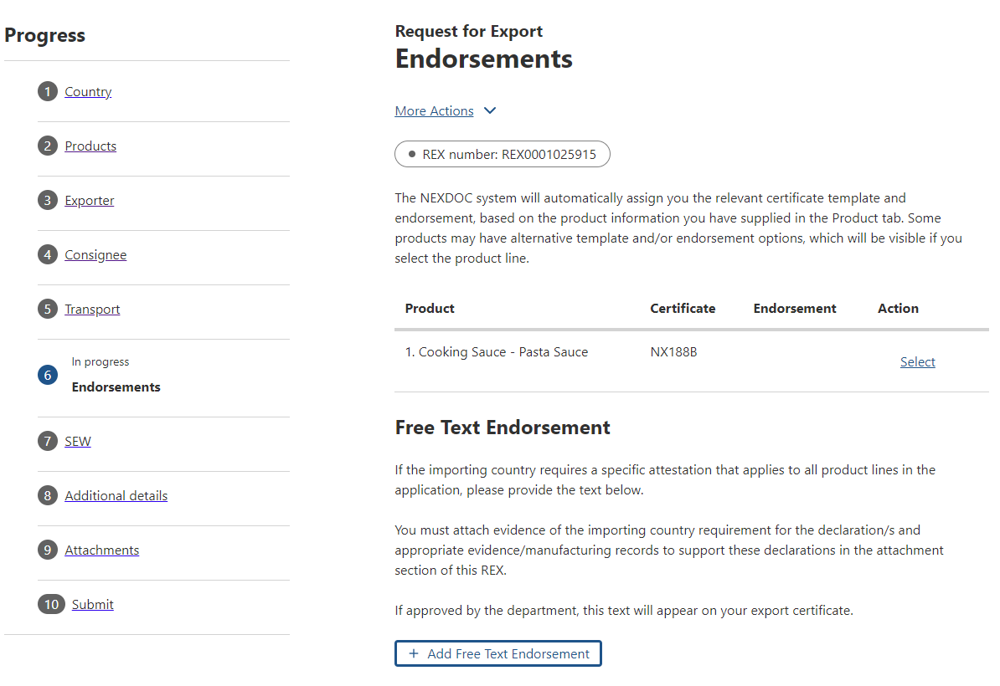 Progress
1 Country
2 Products
3 Exporter
4 Consignee
5 Transport
In progress
6 Endorsements
7 SEW
8 Additional details
9 Attachments
10 Submit
Request for Export
Endorsements
More Actions
REX number: REX0001025915
The NEXDOC system will automatically assign you the relevant certificate template and
endorsement, based on the product information you have supplied in the Product tab. Some
products may have alternative template and/or endorsement options, which will be visible if you
select the product line.
Product Certificate Endorsement Action
1. Cooking Sauce - Pasta Sauce NX188B Select
Free Text Endorsement
If the importing country requires a specific attestation that applies to all product lines in the
application, please provide the text below.
You must attach evidence of the importing country requirement for the declaration/s and
appropriate evidence/manufacturing records to support these declarations in the attachment
section of this REX.
If approved by the department, this text will appear on your export certificate.
+ Add Free Text Endorsement